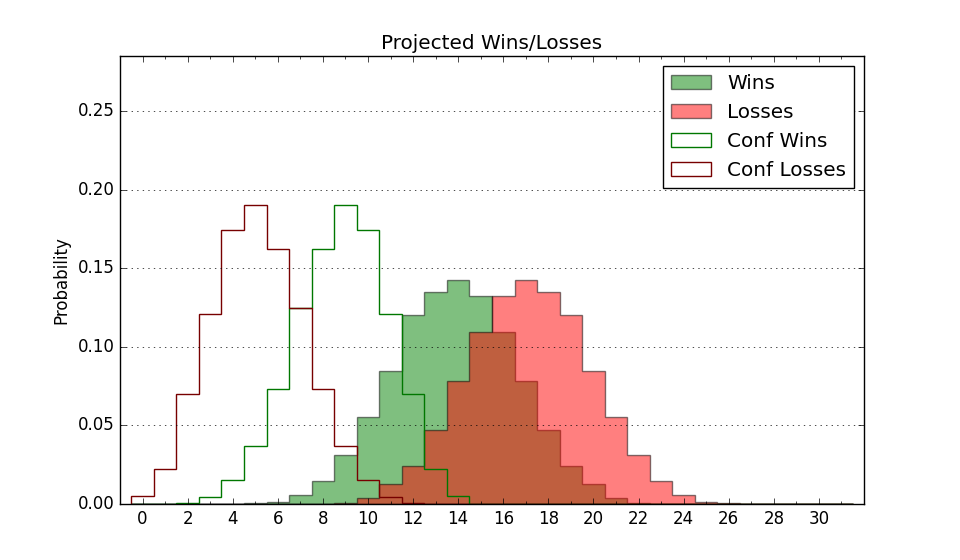 Projected Wins/Losses
Wins
Losses
Conf Wins
Conf Losses
Probability
0.25
0.20
0.15
0.10
0.05
0.00
0 2 4 6 8 10 12 14 16 18 20 22 24 26 28 30